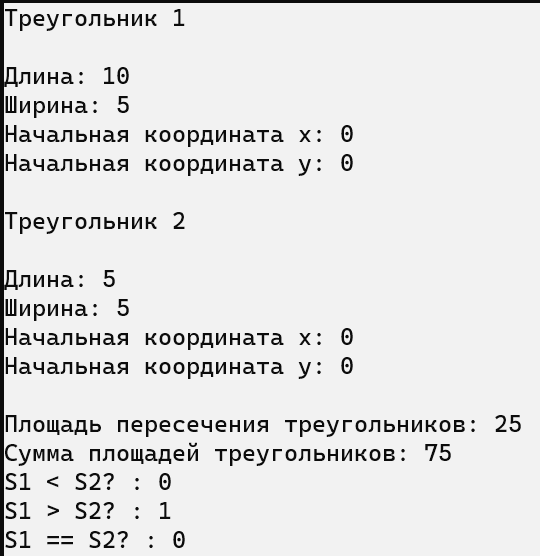 Треугольник 1
Длина: 10
Ширина: 5
Начальная координата x: 0
Начальная координата y: 0
Треугольник 2
Длина: 5
Ширина: 5
Начальная координата x: 0
Начальная координата y: 0
Площадь пересечения треугольников: 25
Сумма площадей треугольников: 75
S1 < S2? : 0
S1 > S2? : 1
S1 == S2? : 0